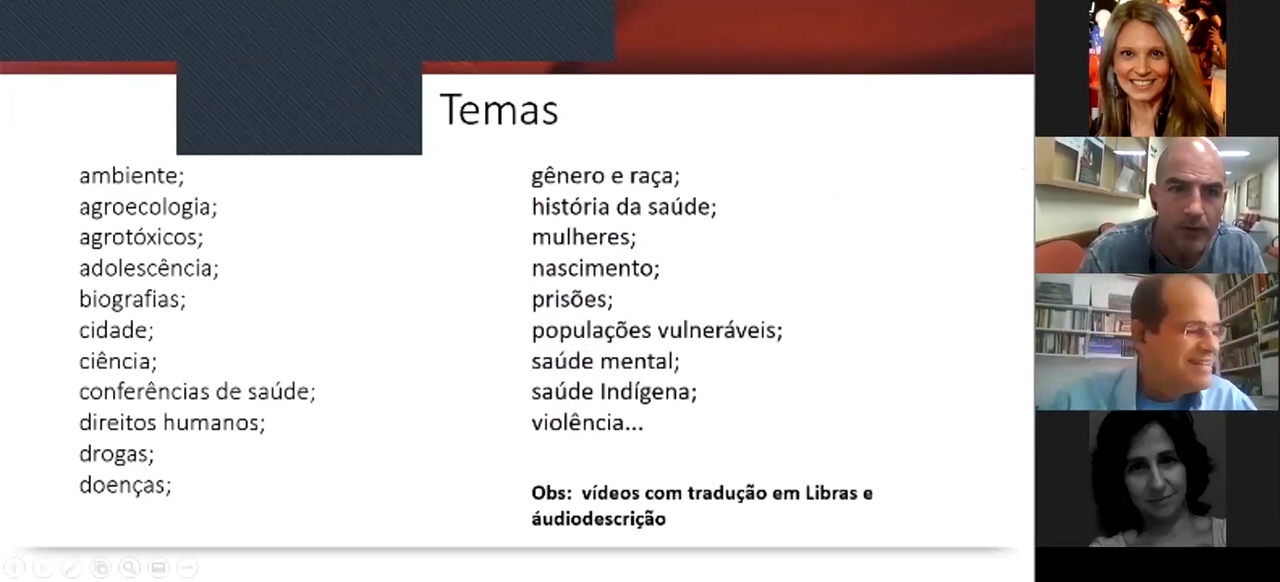 Temas
ambiente;
agroecologia;
agrotóxicos;
adolescência;
biografias;
cidade;
ciência;
conferências de saúde;
direitos humanos;
drogas;
doenças;
gênero e raça;
história da saúde;
mulheres;
nascimento;
prisões;
populações vulneráveis;
saúde mental;
saúde Indígena;
violência...
Obs: vídeos com tradução em Libras e
áudiodescrição